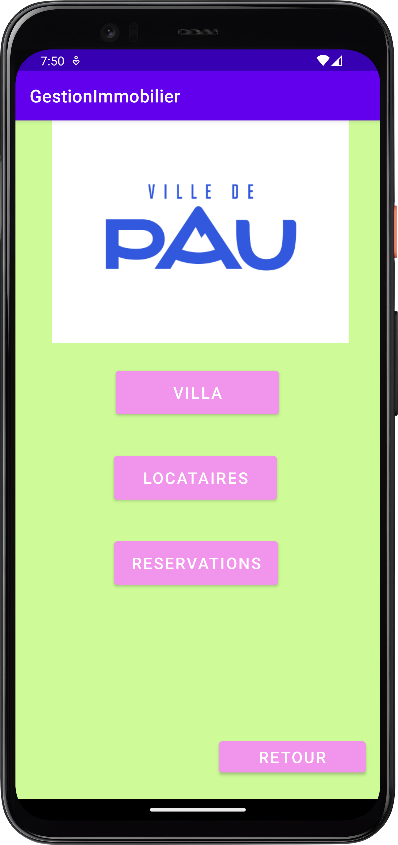 7:50
GestionImmobilier
VILLE DE
PAU
VILLA
LOCATAIRES
RESERVATIONS
RETOUR